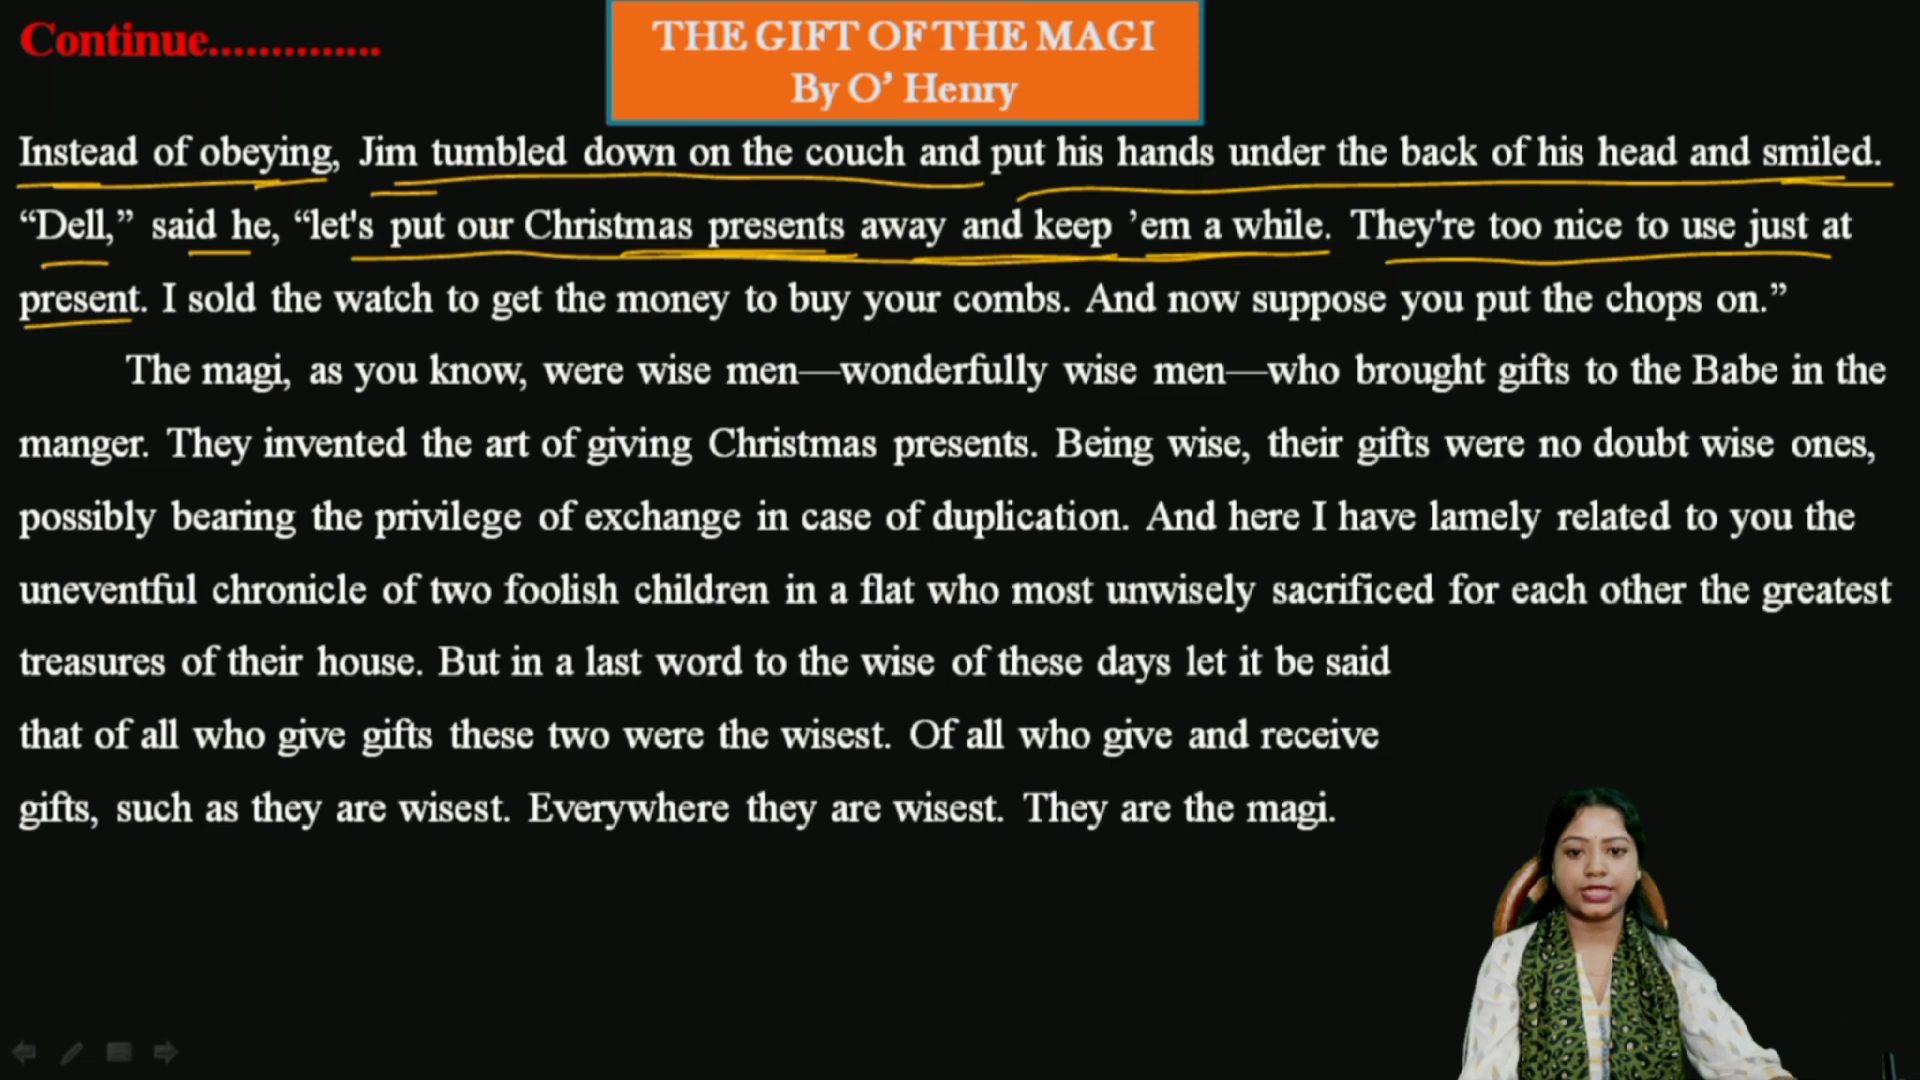 Continue..............
THE GIFT OF THE MAGI
By O’ Henry
Instead of obeying, Jim tumbled down on the couch and put his hands under the back of his head and smiled.
“Dell,” said he, “let's put our Christmas presents away and keep ’em a while. They're too nice to use just at
present. I sold the watch to get the money to buy your combs. And now suppose you put the chops on.”
The magi, as you know, were wise men—wonderfully wise men—who brought gifts to the Babe in the
manger. They invented the art of giving Christmas presents. Being wise, their gifts were no doubt wise ones,
possibly bearing the privilege of exchange in case of duplication. And here I have lamely related to you the
uneventful chronicle of two foolish children in a flat who most unwisely sacrificed for each other the greatest
treasures of their house. But in a last word to the wise of these days let it be said
that of all who give gifts these two were the wisest. Of all who give and receive
gifts, such as they are wisest. Everywhere they are wisest. They are the magi.